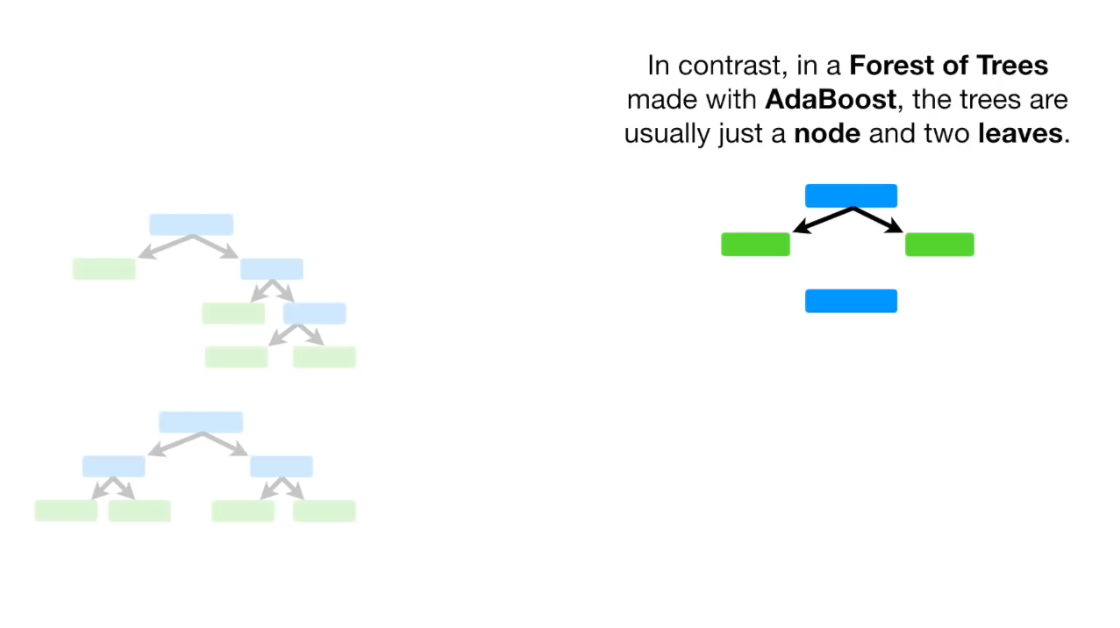 In contrast, in a Forest of Trees
made with AdaBoost, the trees are
usually just a node and two leaves.